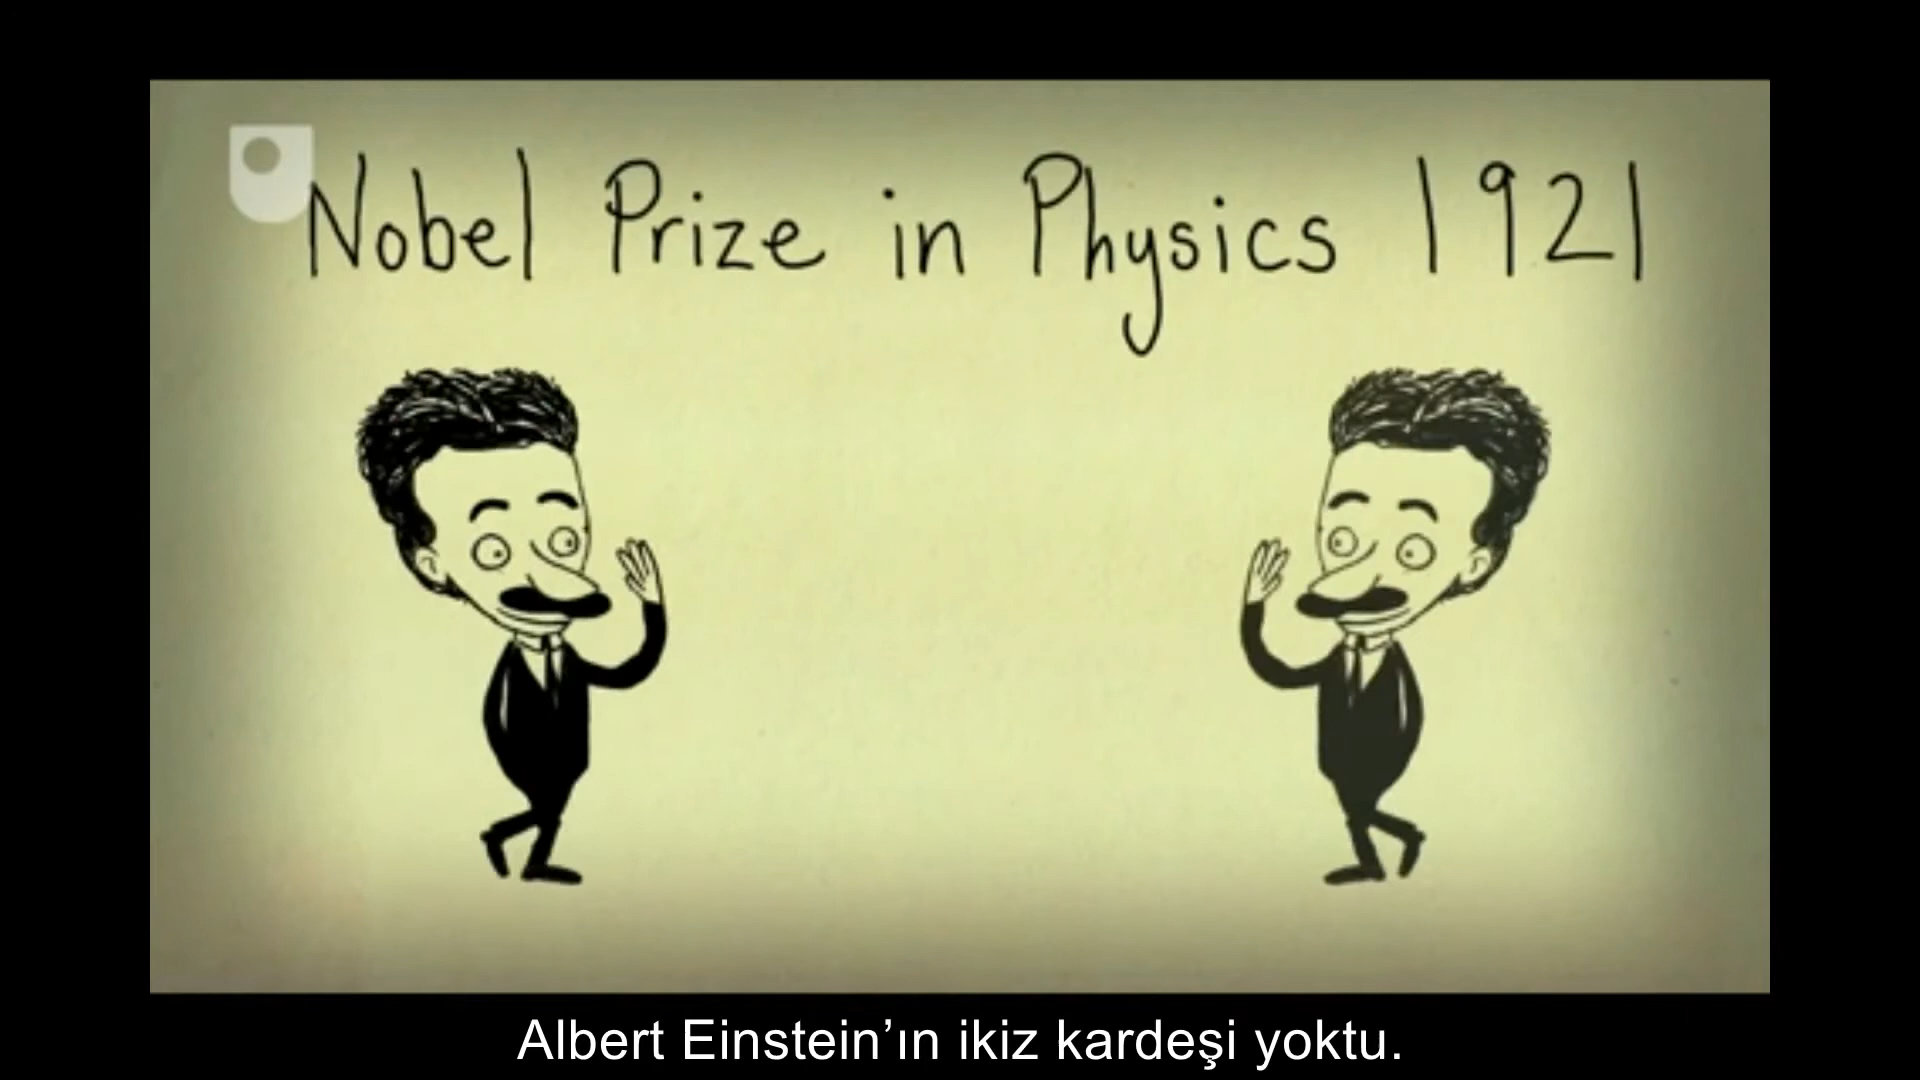 Nobel Prize in Physics 1921
Albert Einstein’ın ikiz kardeşi yoktu.